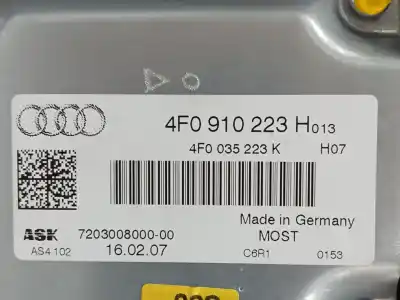 4F0 910 223 H013
4F0 035 223 K H07
Made in Germany
ASK 7203008000-00 MOST
AS4 102 16.02.07 C6R1 0153